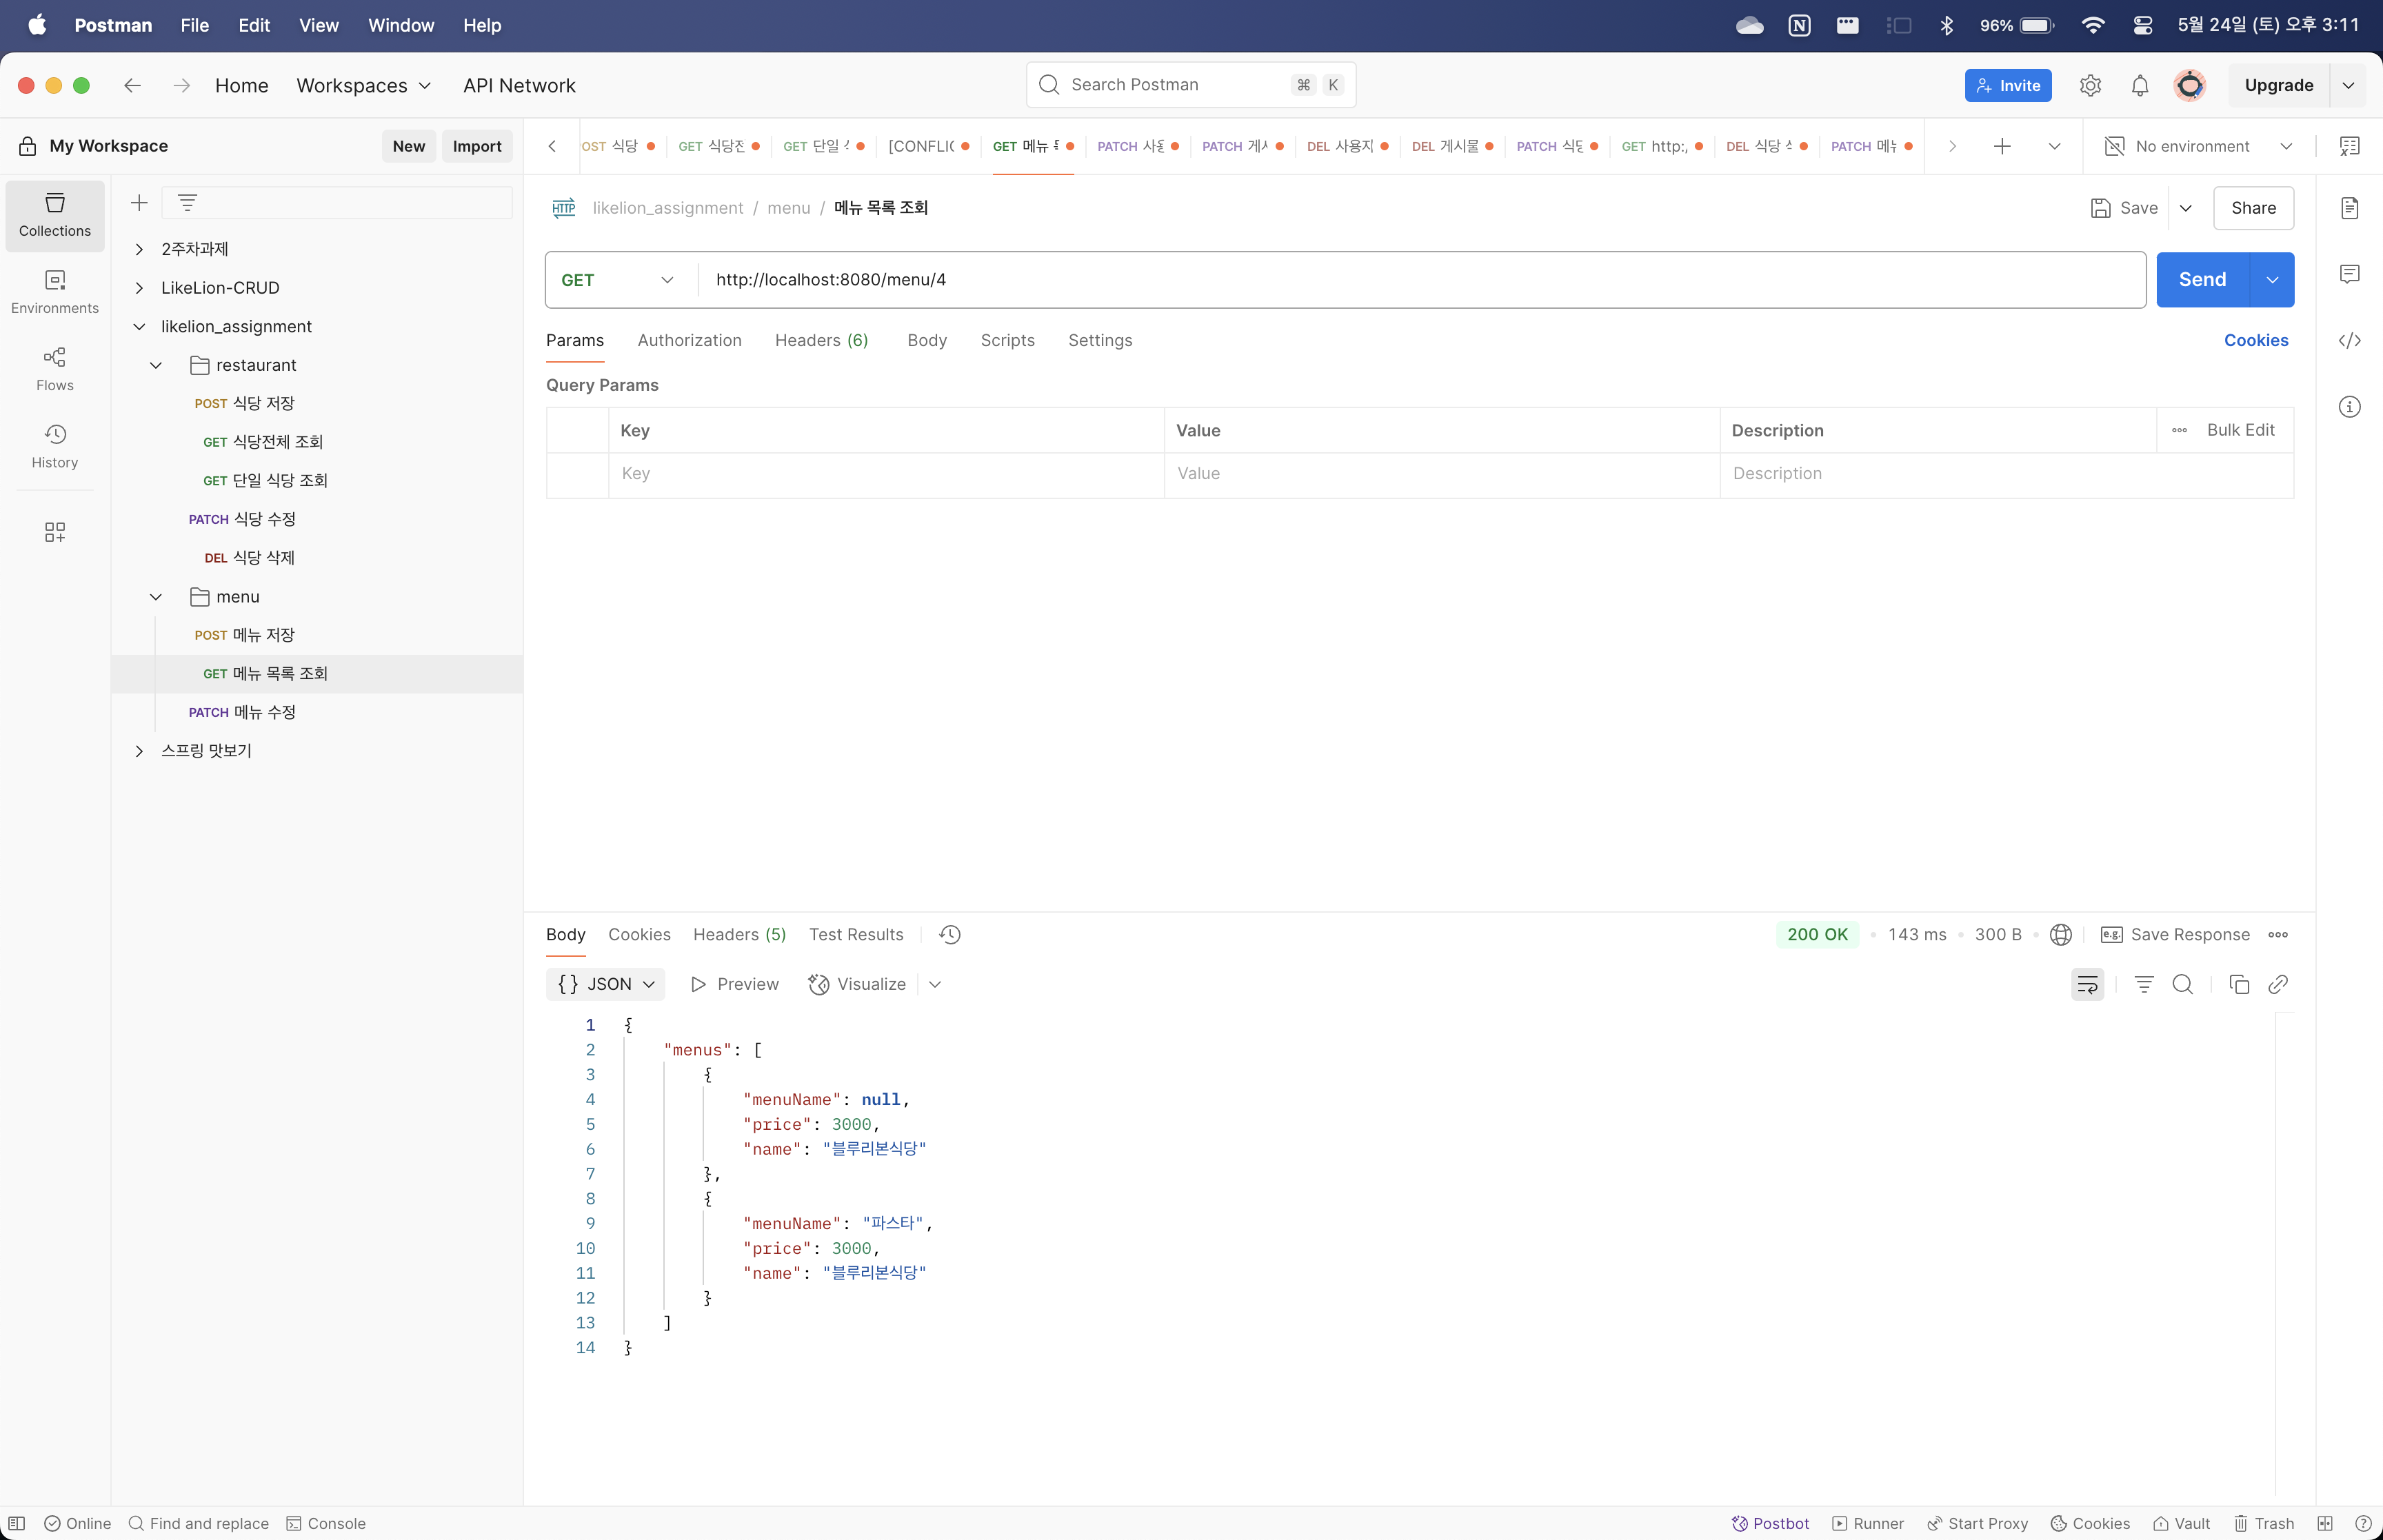 Postman File Edit View Window Help 96% 5월 24일 (토) 오후 3:11
Home Workspaces API Network Search Postman ⌘ K Invite Upgrade
My Workspace New Import
OST 식당 GET 식당전 GET 단일 [CONFLIC GET 메뉴 PATCH 사용 PATCH 게시 DEL 사용자 DEL 게시물 PATCH 식당 GET http:/ DEL 식당 PATCH 메뉴 No environment
Collections
Environments
Flows
History
2주차과제
LikeLion-CRUD
likelion_assignment
restaurant
POST 식당 저장
GET 식당전체 조회
GET 단일 식당 조회
PATCH 식당 수정
DEL 식당 삭제
menu
POST 메뉴 저장
GET 메뉴 목록 조회
PATCH 메뉴 수정
스프링 맛보기
HTTP likelion_assignment / menu / 메뉴 목록 조회 Save Share
GET http://localhost:8080/menu/4 Send
Params Authorization Headers (6) Body Scripts Settings Cookies
Query Params
Key Value Description Bulk Edit
Key Value Description
Body Cookies Headers (5) Test Results 200 OK 143 ms 300 B e.g. Save Response
{} JSON Preview Visualize
1 {
2 "menus": [
3 {
4 "menuName": null,
5 "price": 3000,
6 "name": "블루리본식당"
7 },
8 {
9 "menuName": "파스타",
10 "price": 3000,
11 "name": "블루리본식당"
12 }
13 ]
14 }
Online Find and replace Console Postbot Runner Start Proxy Cookies Vault Trash